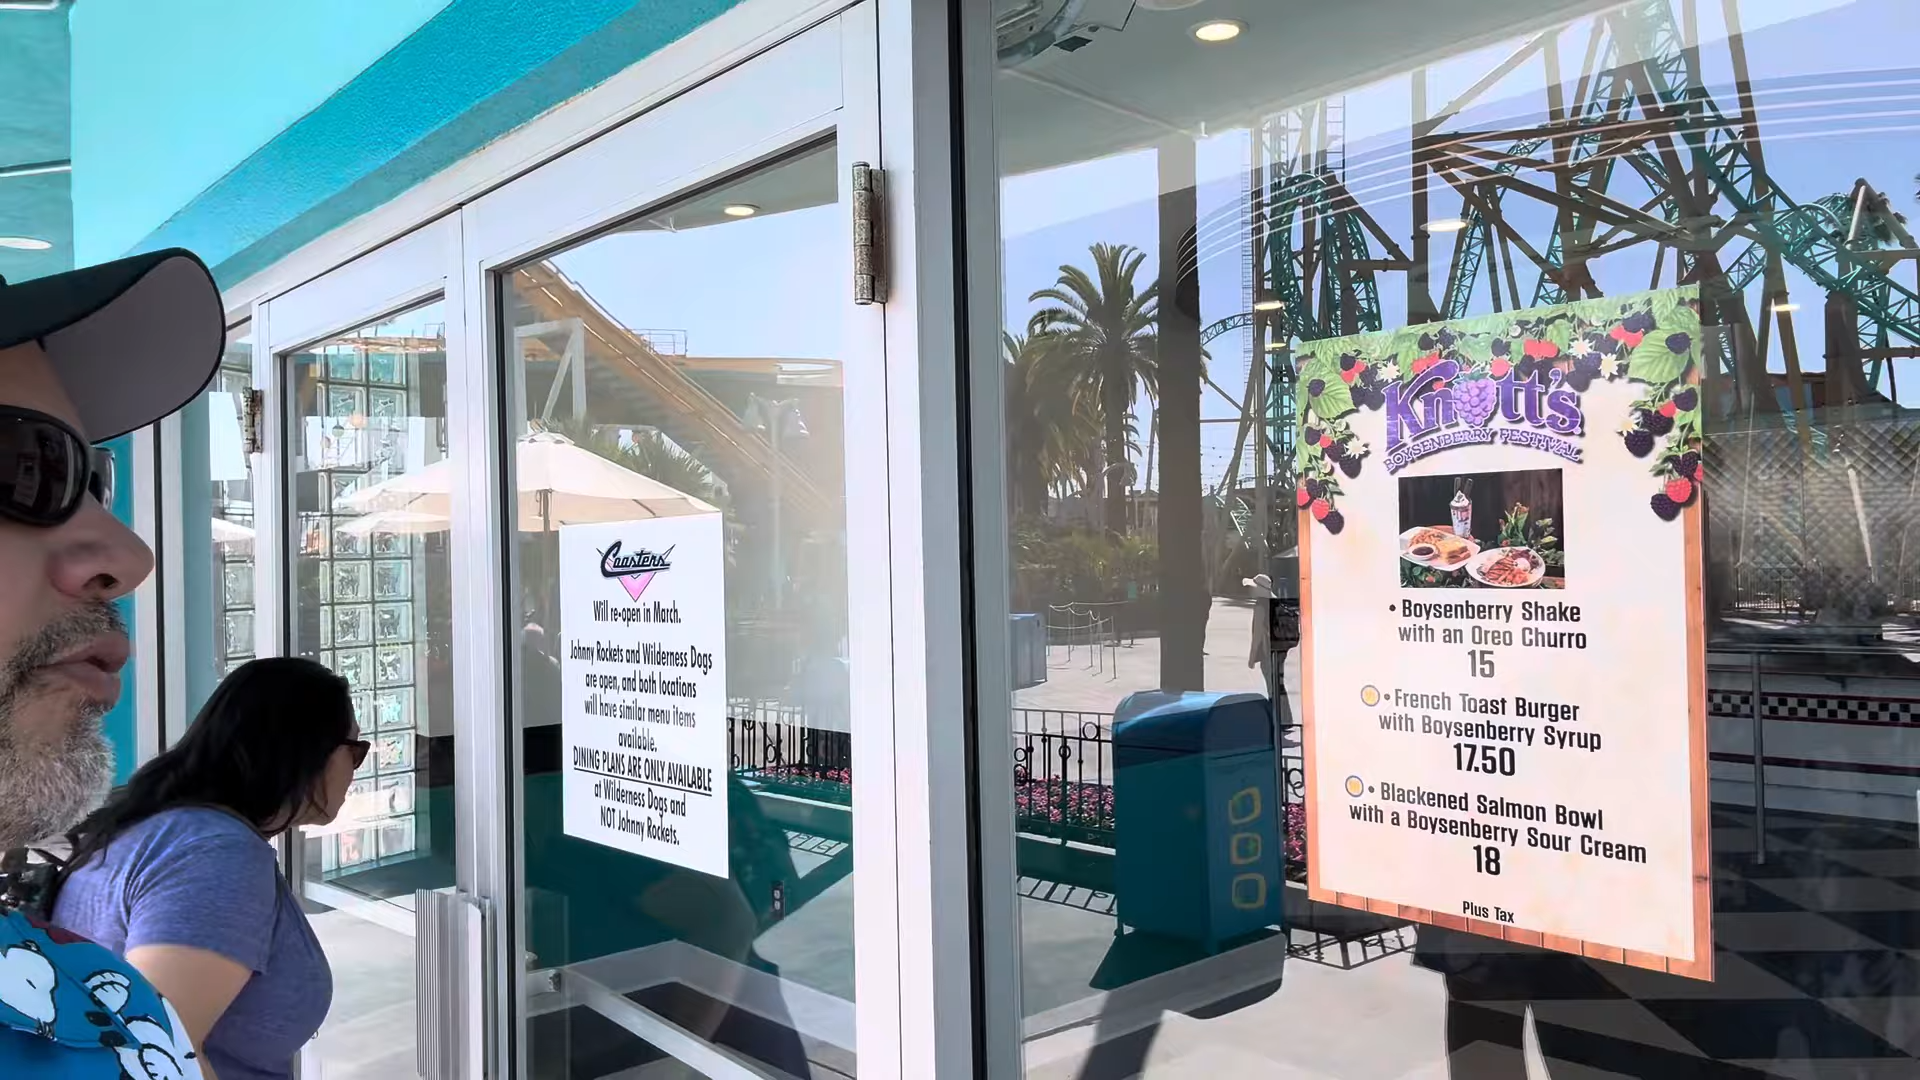 Coasters
Will re-open in March.
Johnny Rockets and Wilderness Dogs
are open, and both locations
will have similar menu items
available.
DINING PLANS ARE ONLY AVAILABLE
at Wilderness Dogs and
NOT Johnny Rockets.
Knott's
BOYSENBERRY FESTIVAL
• Boysenberry Shake
with an Oreo Churro
15
• French Toast Burger
with Boysenberry Syrup
17.50
• Blackened Salmon Bowl
with a Boysenberry Sour Cream
18
Plus Tax